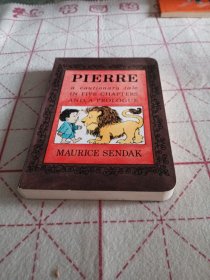 PIERRE
a cautionary tale
IN FIVE CHAPTERS
AND A PROLOGUE
MAURICE SENDAK